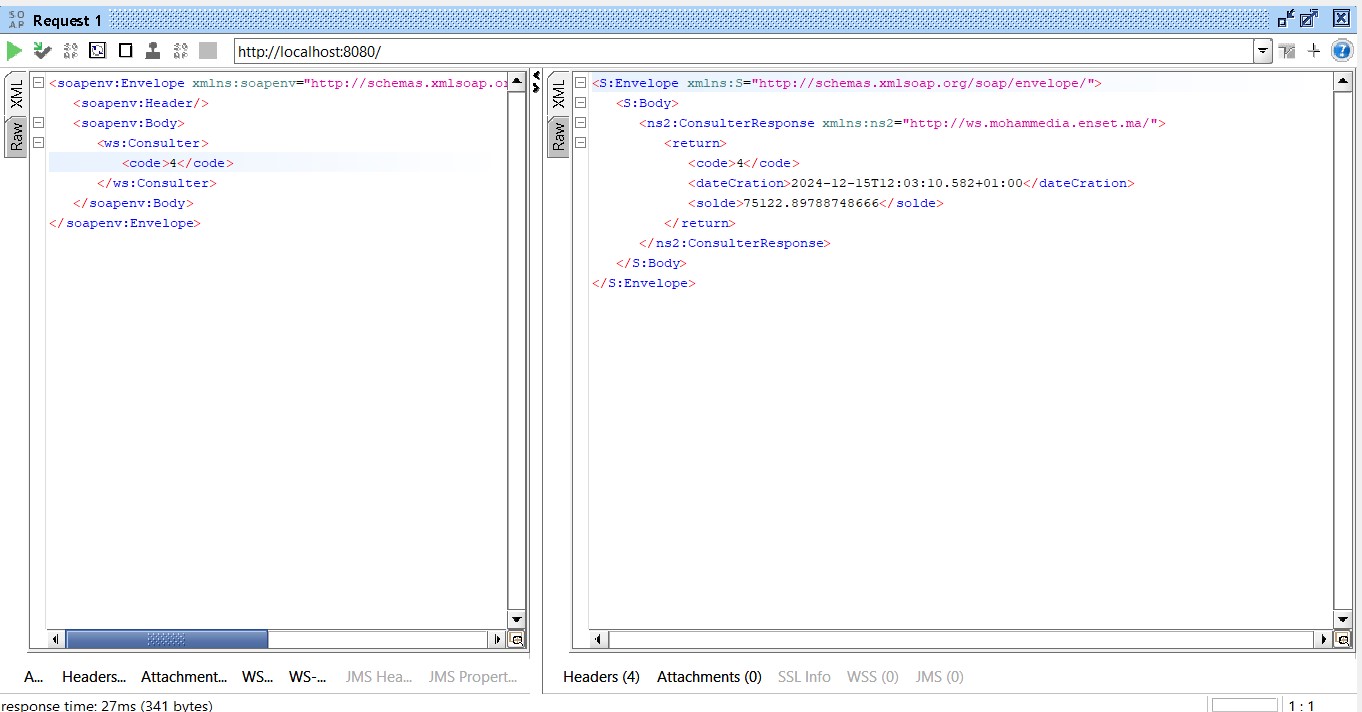 SO
AP
Request 1
http://localhost:8080/
XML
Raw
<soapenv:Envelope xmlns:soapenv="http://schemas.xmlsoap.or
<soapenv:Header/>
<soapenv:Body>
<ws:Consulter>
<code>4</code>
</ws:Consulter>
</soapenv:Body>
</soapenv:Envelope>
XML
Raw
<S:Envelope xmlns:S="http://schemas.xmlsoap.org/soap/envelope/">
<S:Body>
<ns2:ConsulterResponse xmlns:ns2="http://ws.mohammedia.enset.ma/">
<return>
<code>4</code>
<dateCration>2024-12-15T12:03:10.582+01:00</dateCration>
<solde>75122.89788748666</solde>
</return>
</ns2:ConsulterResponse>
</S:Body>
</S:Envelope>
A... Headers... Attachment... WS... WS-... JMS Hea... JMS Propert...
Headers (4) Attachments (0) SSL Info WSS (0) JMS (0)
response time: 27ms (341 bytes)
1 : 1